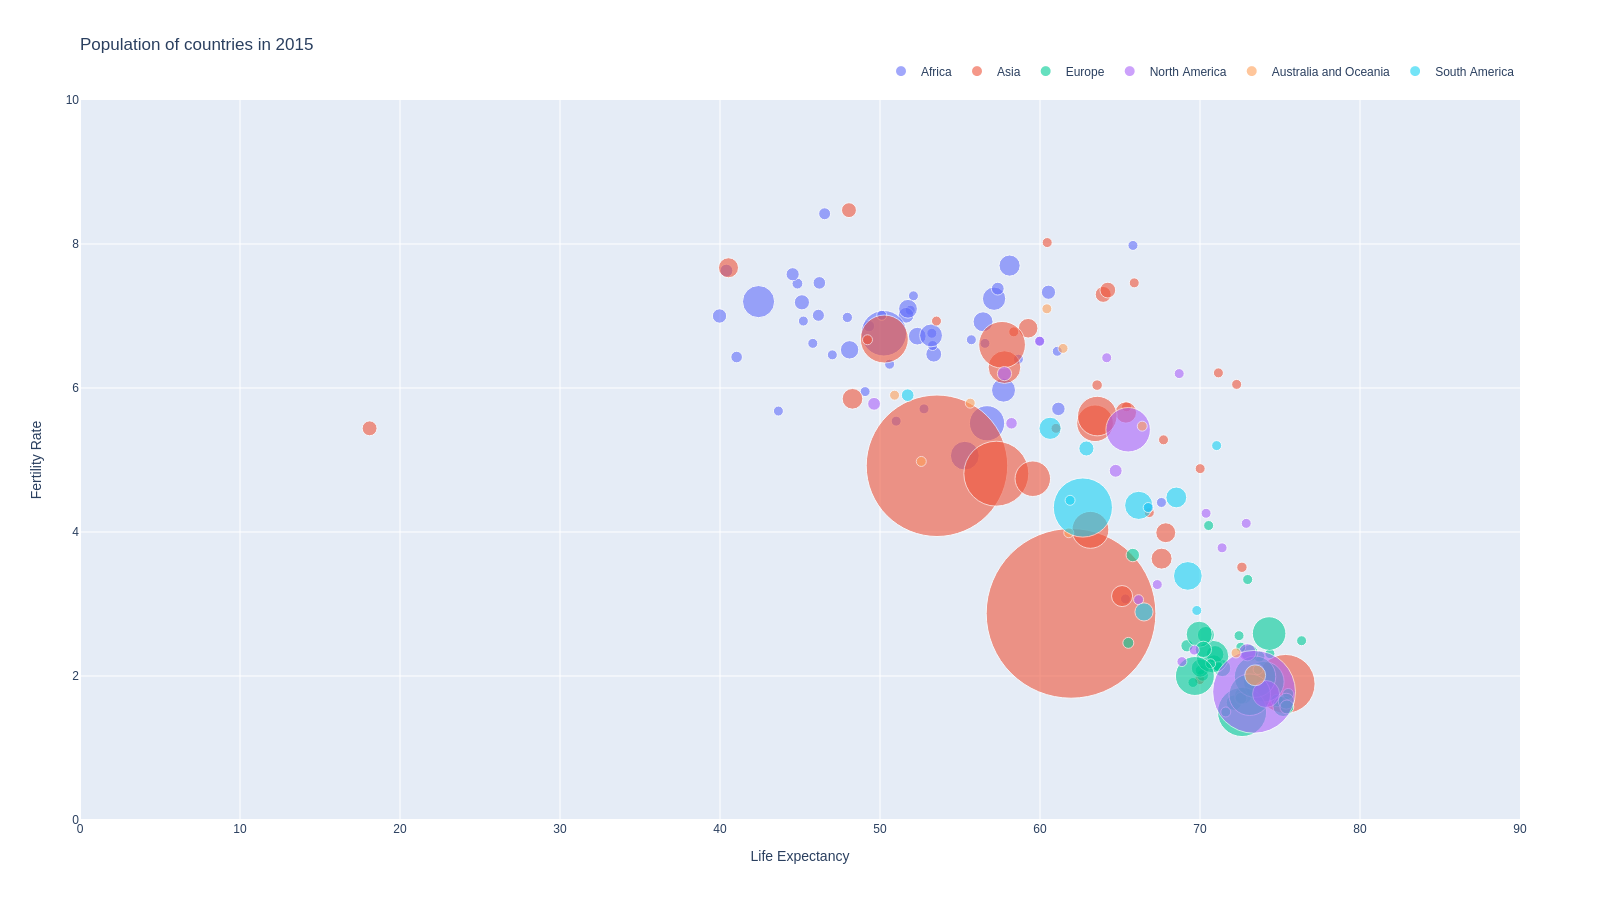 Population of countries in 2015
Africa Asia Europe North America Australia and Oceania South America
10
8
6
4
2
0
Fertility Rate
0 10 20 30 40 50 60 70 80 90
Life Expectancy